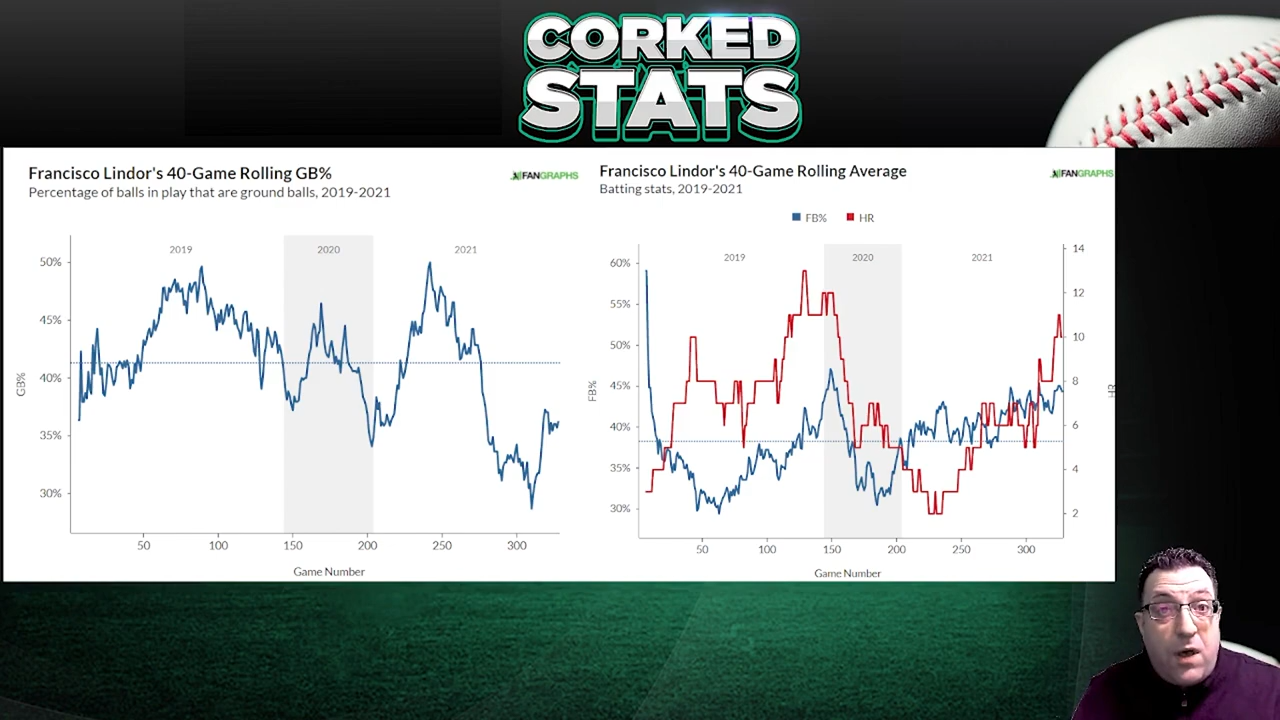 CORKED
STATS
Francisco Lindor's 40-Game Rolling GB%
Percentage of balls in play that are ground balls, 2019-2021
FANGRAPHS
2019
2020
2021
50%
45%
40%
35%
30%
GB%
50
100
150
200
250
300
Game Number
Francisco Lindor's 40-Game Rolling Average
Batting stats, 2019-2021
FANGRAPHS
FB%
HR
2019
2020
2021
60%
55%
50%
45%
40%
35%
30%
FB%
14
12
10
8
6
4
2
HR
50
100
150
200
250
300
Game Number